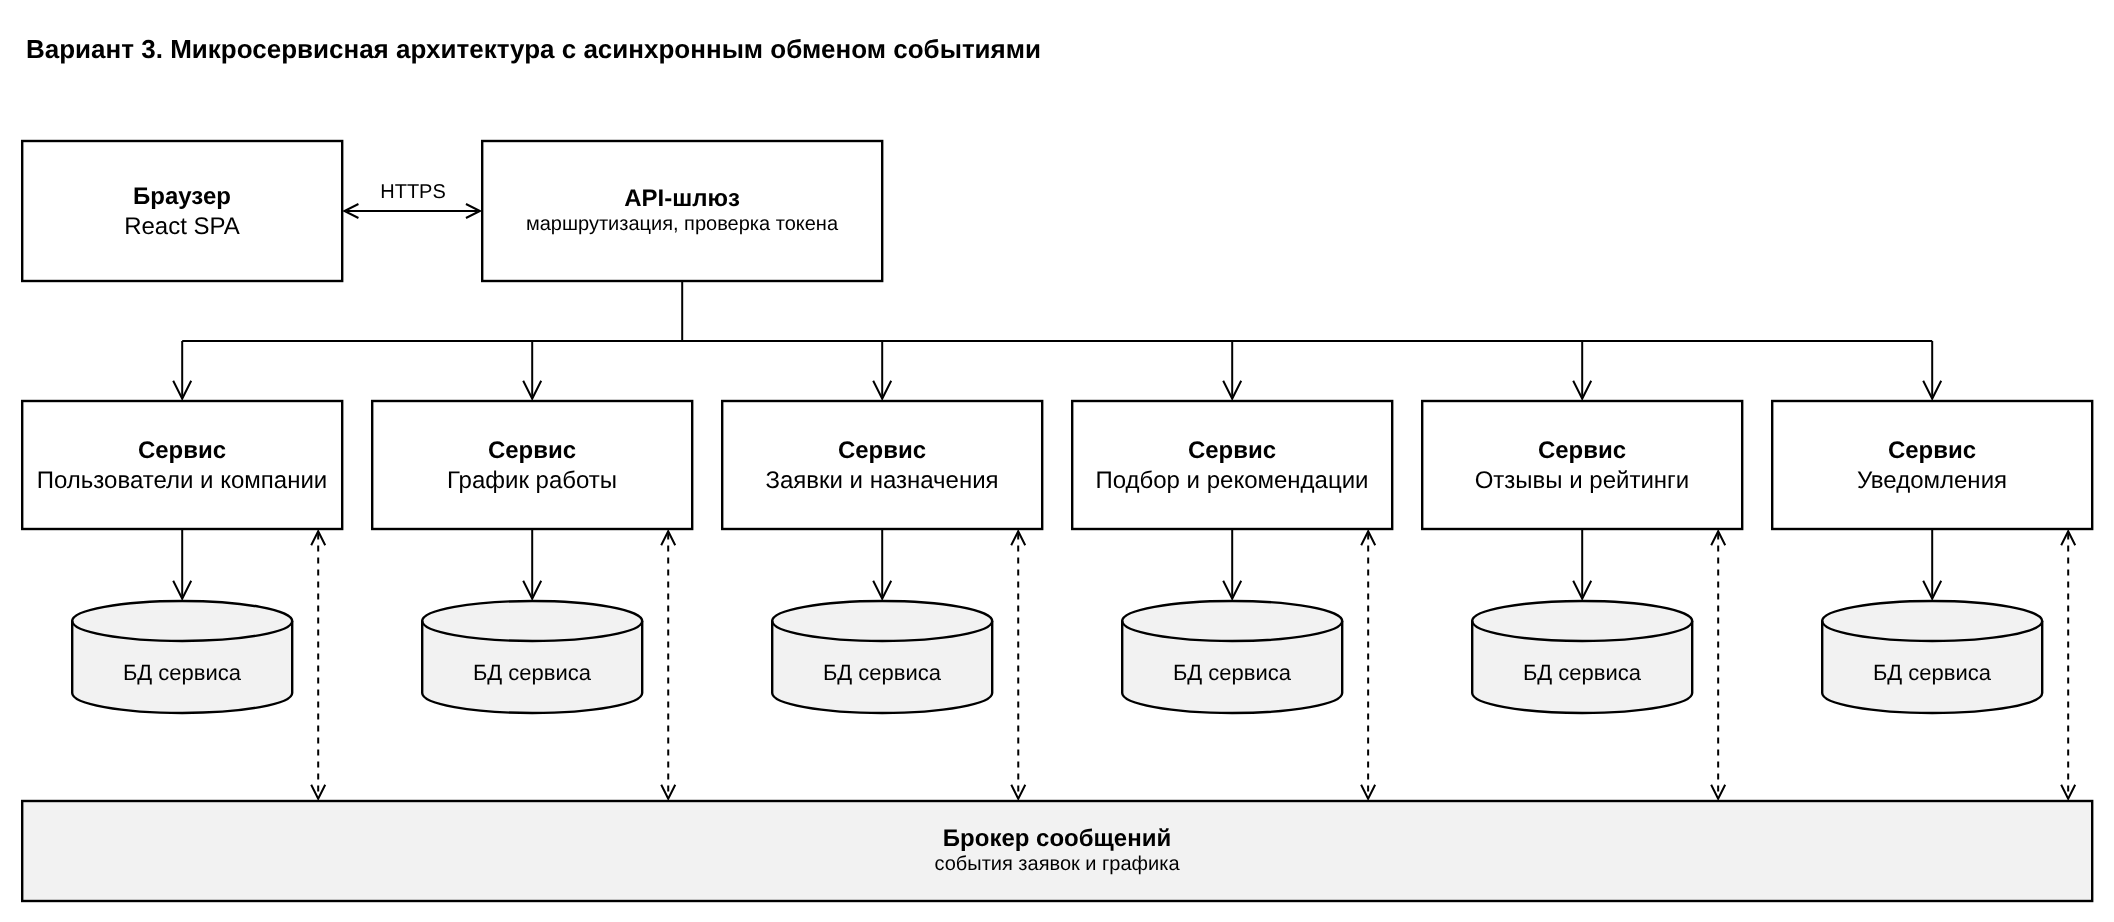 Вариант 3. Микросервисная архитектура с асинхронным обменом событиями
Браузер
React SPA
HTTPS
API-шлюз
маршрутизация, проверка токена
Сервис
Пользователи и компании
Сервис
График работы
Сервис
Заявки и назначения
Сервис
Подбор и рекомендации
Сервис
Отзывы и рейтинги
Сервис
Уведомления
БД сервиса
БД сервиса
БД сервиса
БД сервиса
БД сервиса
БД сервиса
Брокер сообщений
события заявок и графика